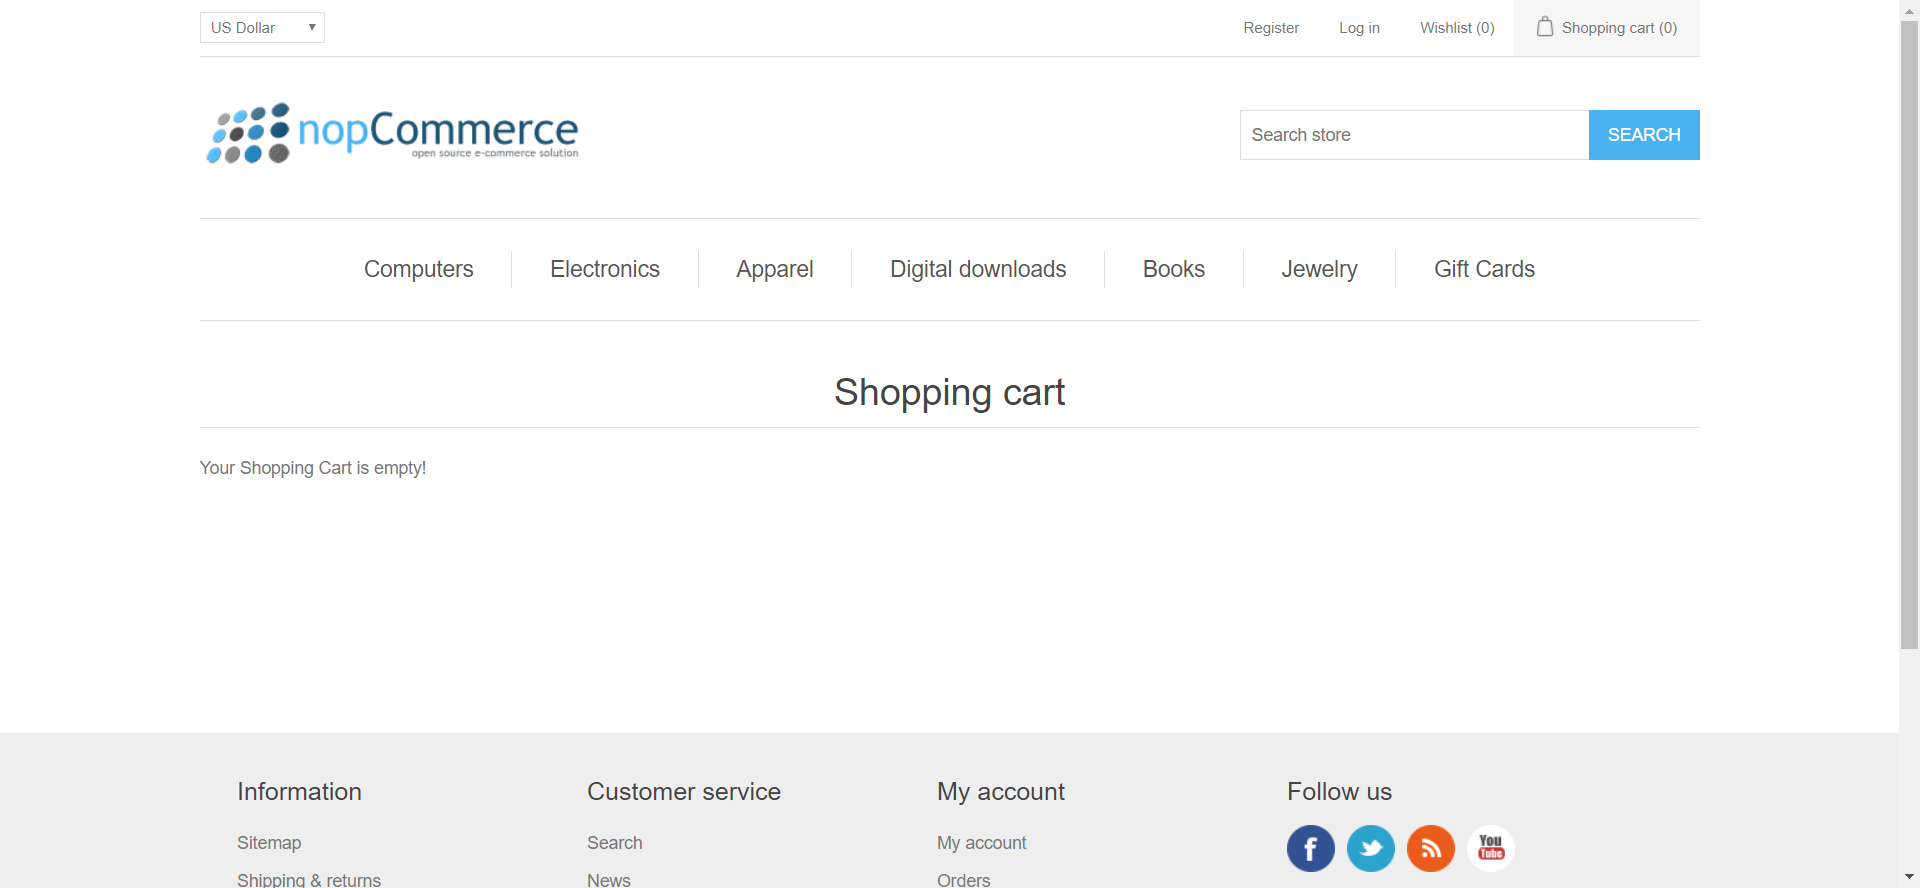 US Dollar
Register
Log in
Wishlist (0)
Shopping cart (0)
nopCommerce
open source e-commerce solution
Search store
SEARCH
Computers
Electronics
Apparel
Digital downloads
Books
Jewelry
Gift Cards
Shopping cart
Your Shopping Cart is empty!
Information
Sitemap
Shipping & returns
Customer service
Search
News
My account
My account
Orders
Follow us
f
You
Tube